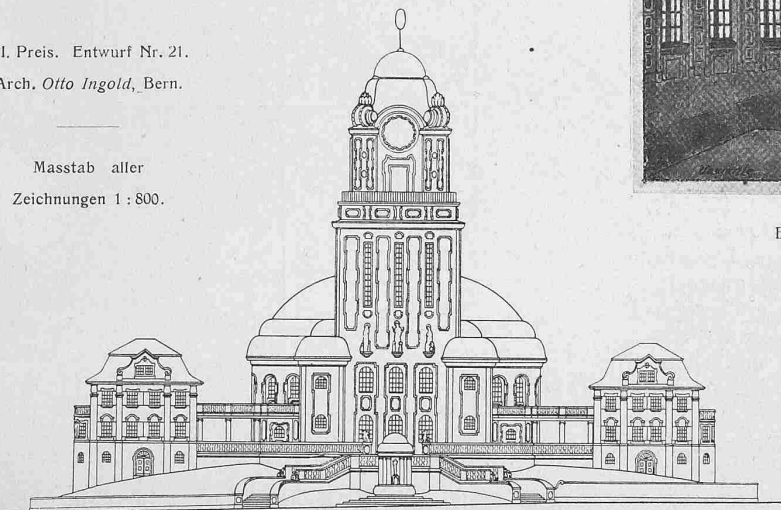 I. Preis. Entwurf Nr. 21.
Arch. Otto Ingold, Bern.
Masstab aller
Zeichnungen 1 : 800.